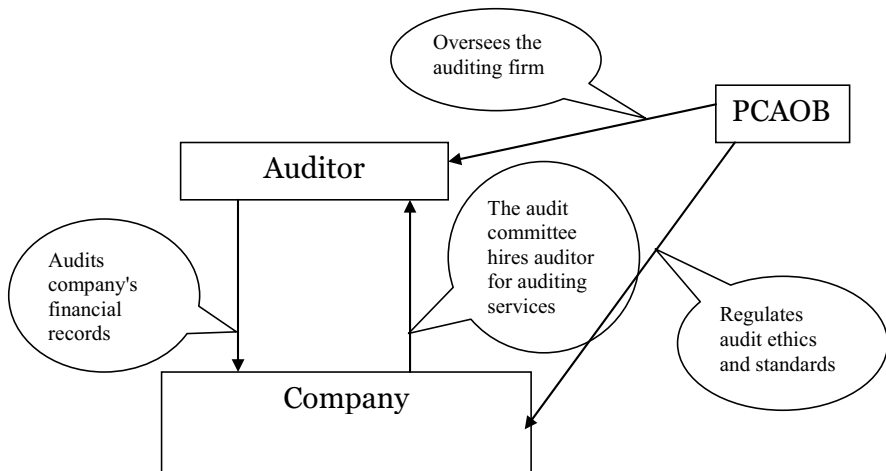 Oversees the
auditing firm
PCAOB
Auditor
The audit
committee
hires auditor
for auditing
services
Audits
company's
financial
records
Regulates
audit ethics
and standards
Company